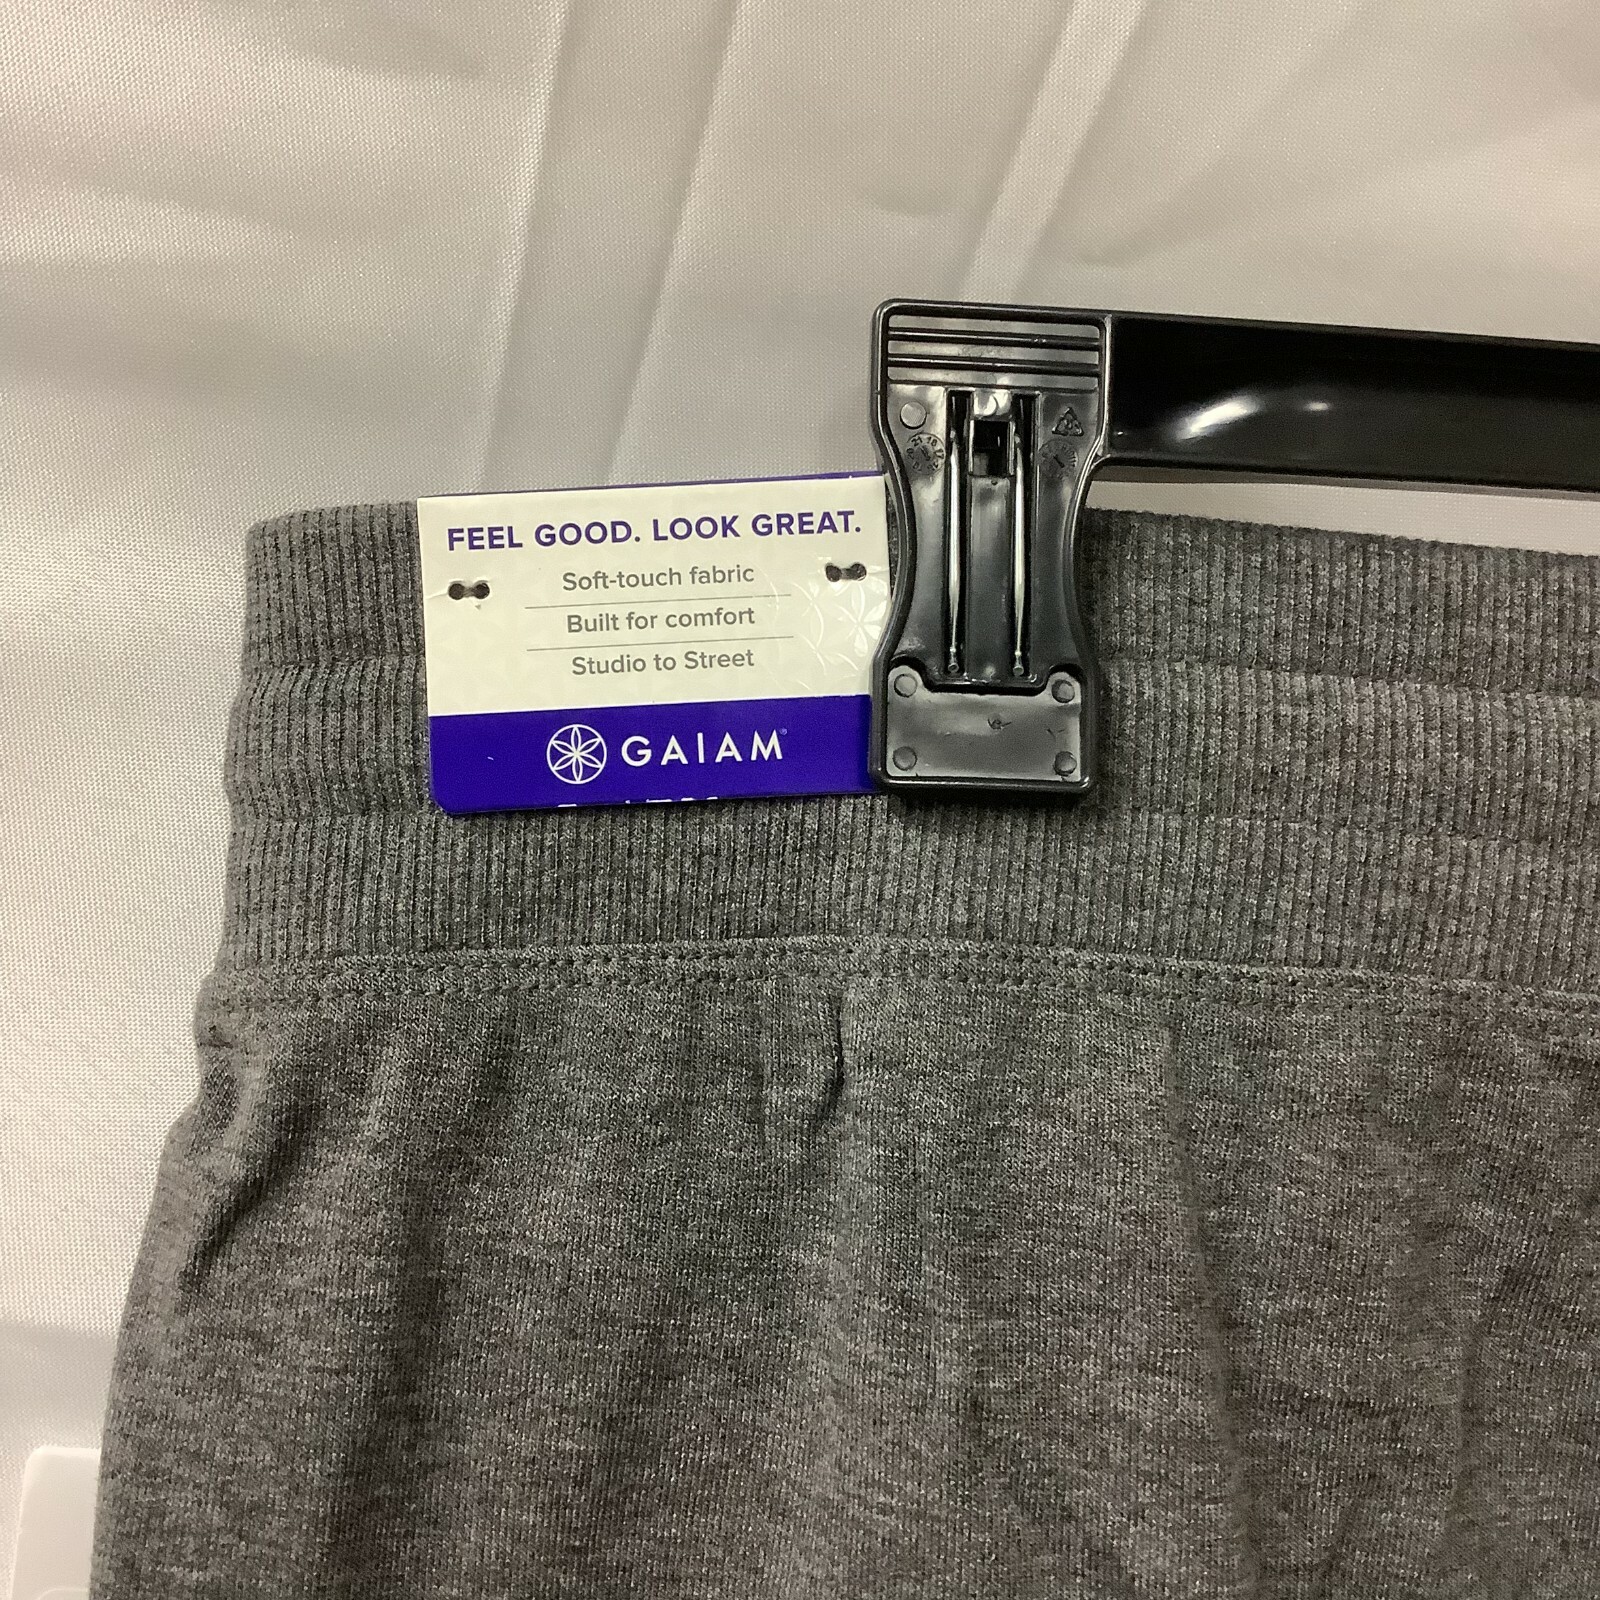 FEEL GOOD. LOOK GREAT.
Soft-touch fabric
Built for comfort
Studio to Street
GAIAM